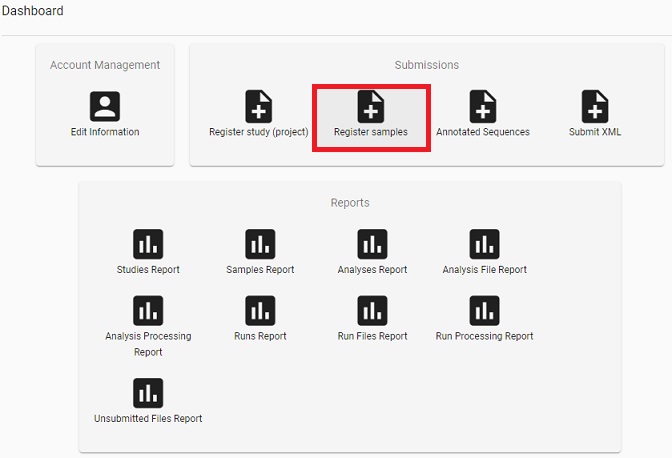 Dashboard
Account Management
Submissions
Edit Information
Register study (project)
Register samples
Annotated Sequences
Submit XML
Reports
Studies Report
Samples Report
Analyses Report
Analysis File Report
Analysis Processing
Report
Runs Report
Run Files Report
Run Processing Report
Unsubmitted Files Report